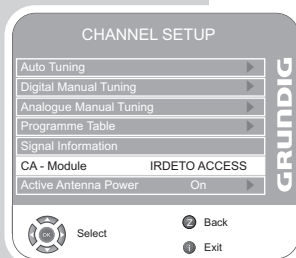 CHANNEL SETUP
Auto Tuning
Digital Manual Tuning
Analogue Manual Tuning
Programme Table
Signal Information
CA - Module IRDETO ACCESS
Active Antenna Power On
GRUNDIG
OK Select
Z Back
i Exit